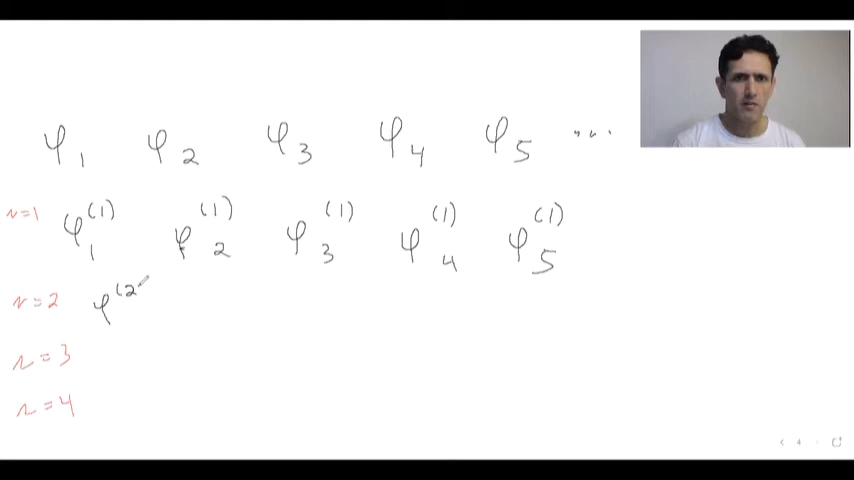 φ₁ φ₂ φ₃ φ₄ φ₅ ...
n=1 φ₁⁽¹⁾ φ₂⁽¹⁾ φ₃⁽¹⁾ φ₄⁽¹⁾ φ₅⁽¹⁾
n=2 φ⁽²
n=3
n=4
4